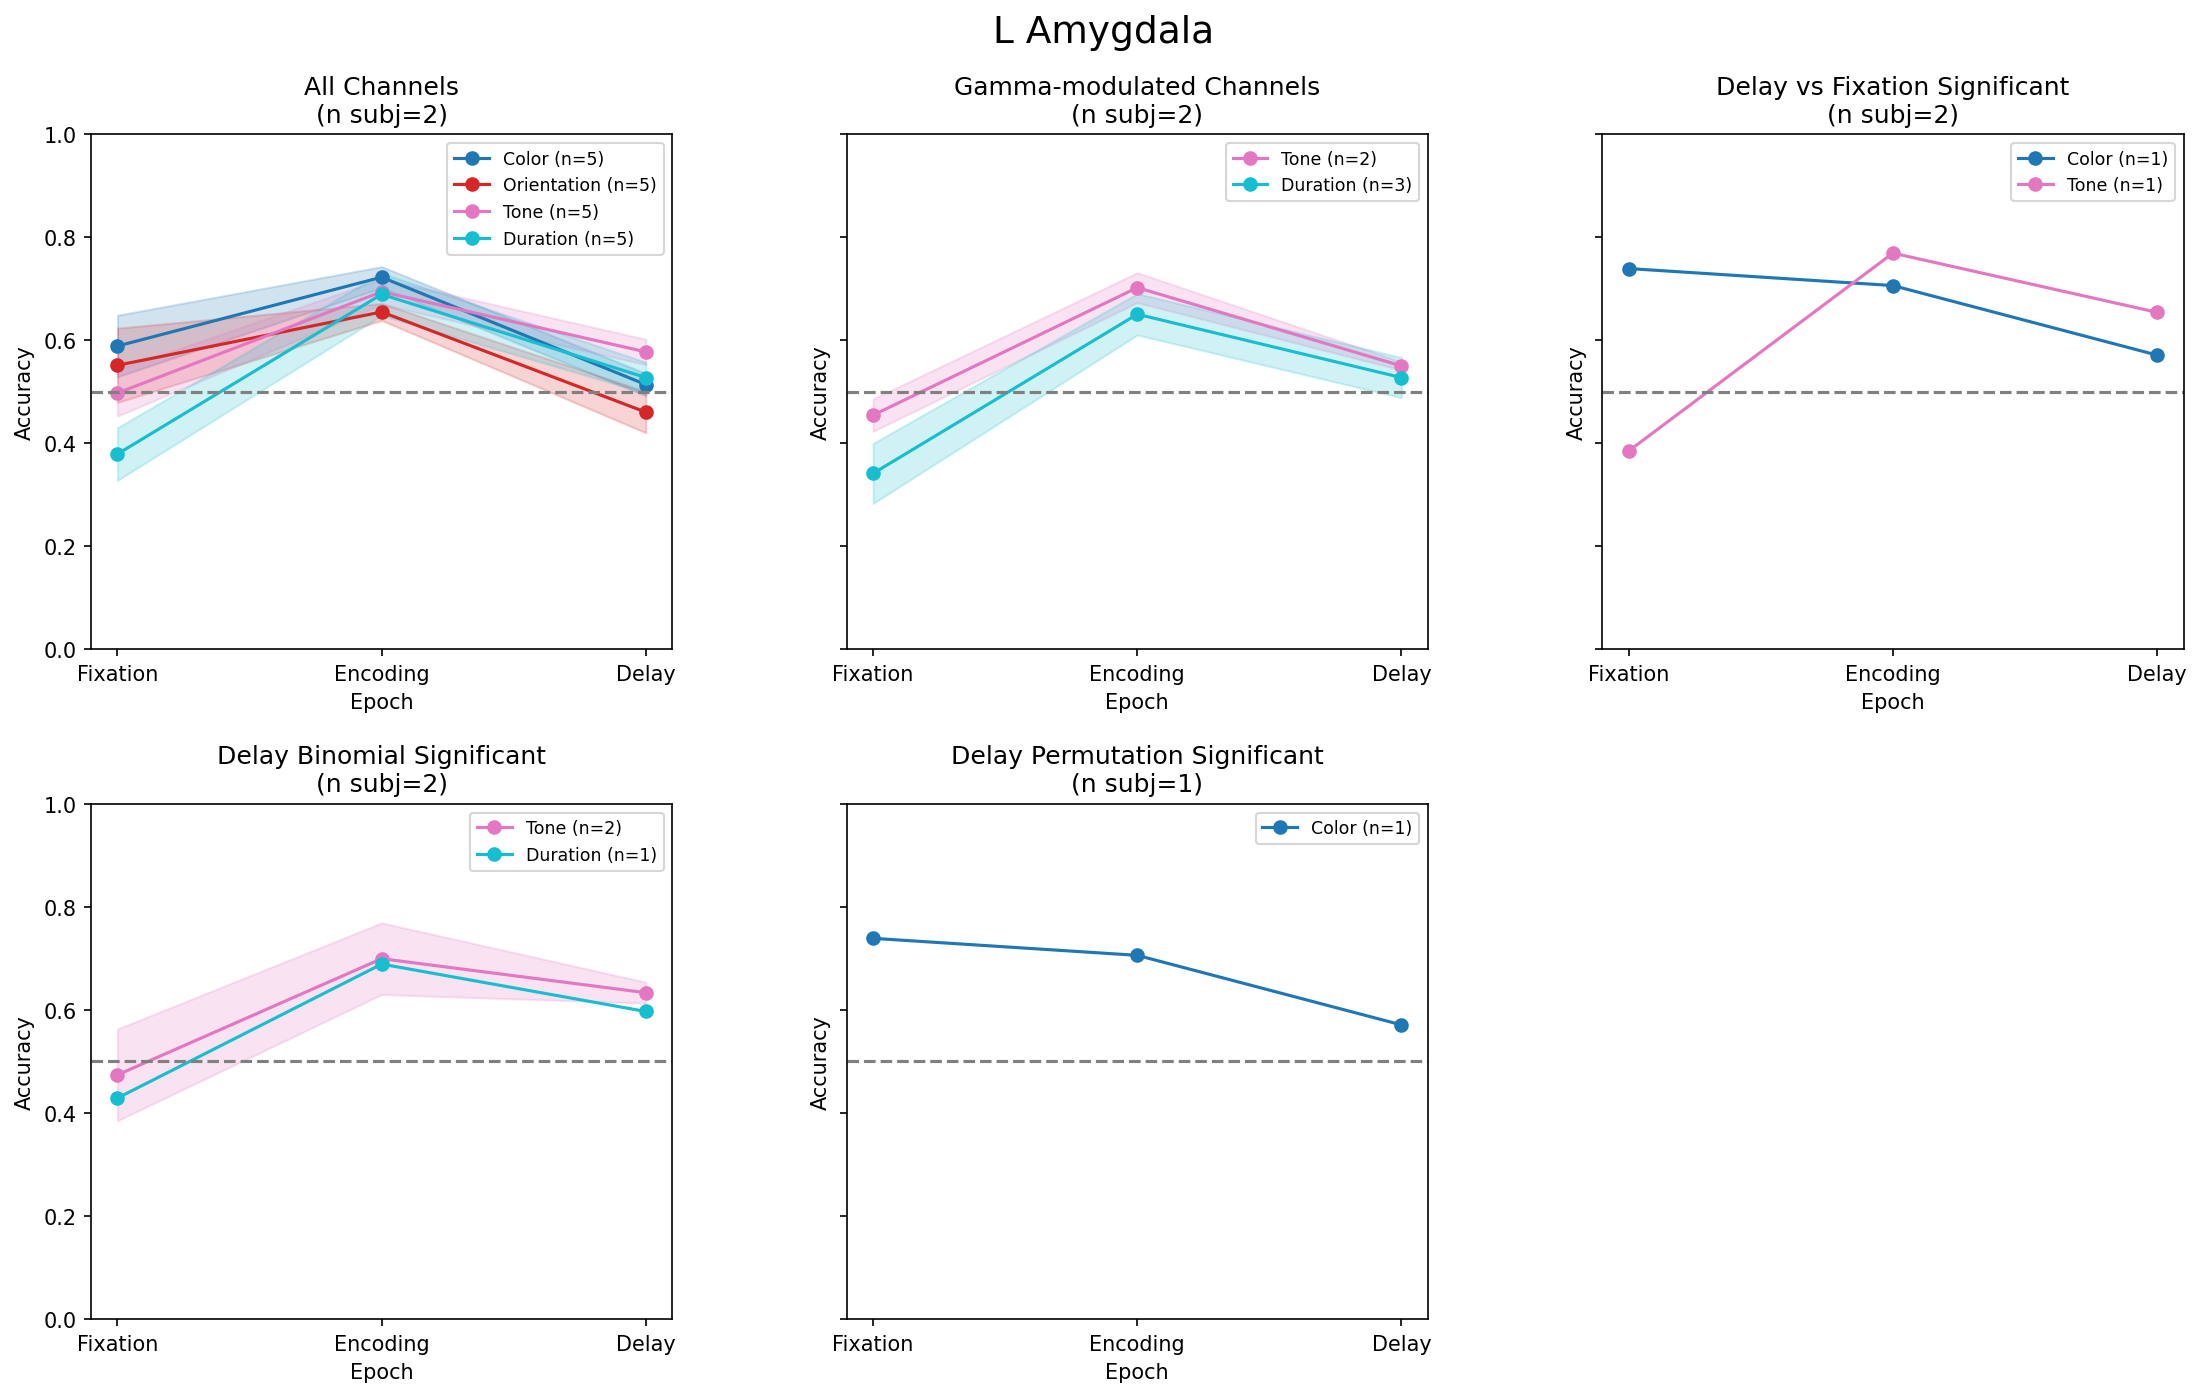 L Amygdala
All Channels
(n subj=2)
Color (n=5)
Orientation (n=5)
Tone (n=5)
Duration (n=5)
1.0
0.8
0.6
0.4
0.2
0.0
Accuracy
Fixation Encoding Delay
Epoch
Gamma-modulated Channels
(n subj=2)
Tone (n=2)
Duration (n=3)
Accuracy
Fixation Encoding Delay
Epoch
Delay vs Fixation Significant
(n subj=2)
Color (n=1)
Tone (n=1)
Accuracy
Fixation Encoding Delay
Epoch
Delay Binomial Significant
(n subj=2)
Tone (n=2)
Duration (n=1)
1.0
0.8
0.6
0.4
0.2
0.0
Accuracy
Fixation Encoding Delay
Epoch
Delay Permutation Significant
(n subj=1)
Color (n=1)
Accuracy
Fixation Encoding Delay
Epoch